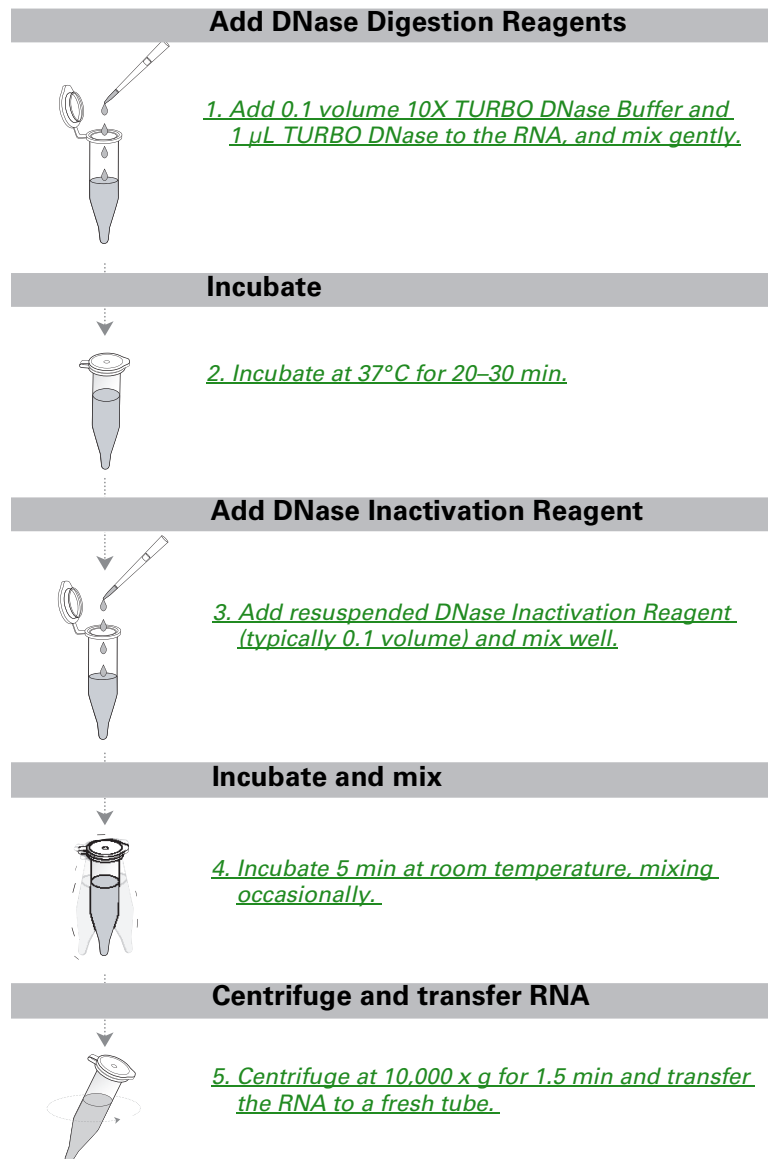 Add DNase Digestion Reagents
1. Add 0.1 volume 10X TURBO DNase Buffer and
1 µL TURBO DNase to the RNA, and mix gently.
Incubate
2. Incubate at 37°C for 20–30 min.
Add DNase Inactivation Reagent
3. Add resuspended DNase Inactivation Reagent
(typically 0.1 volume) and mix well.
Incubate and mix
4. Incubate 5 min at room temperature, mixing
occasionally.
Centrifuge and transfer RNA
5. Centrifuge at 10,000 x g for 1.5 min and transfer
the RNA to a fresh tube.